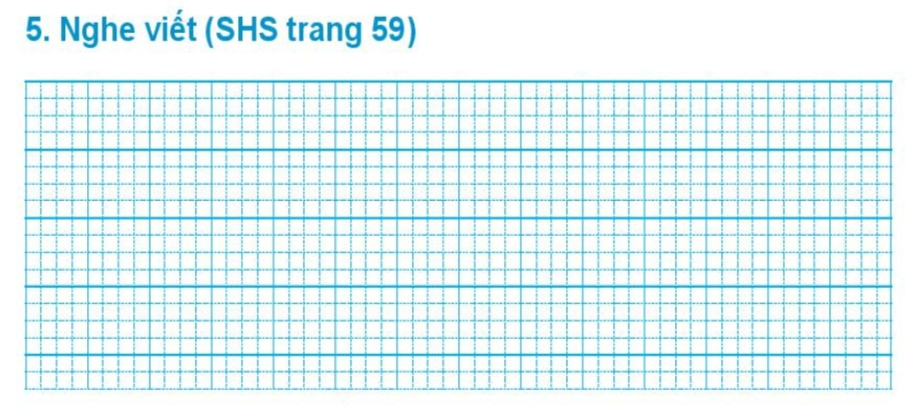 5. Nghe viết (SHS trang 59)